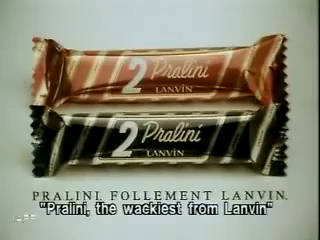 2 Pralini
LANVIN
2 Pralini
LANVIN
PRALINI, FOLLEMENT LANVIN.
"Pralini, the wackiest from Lanvin"